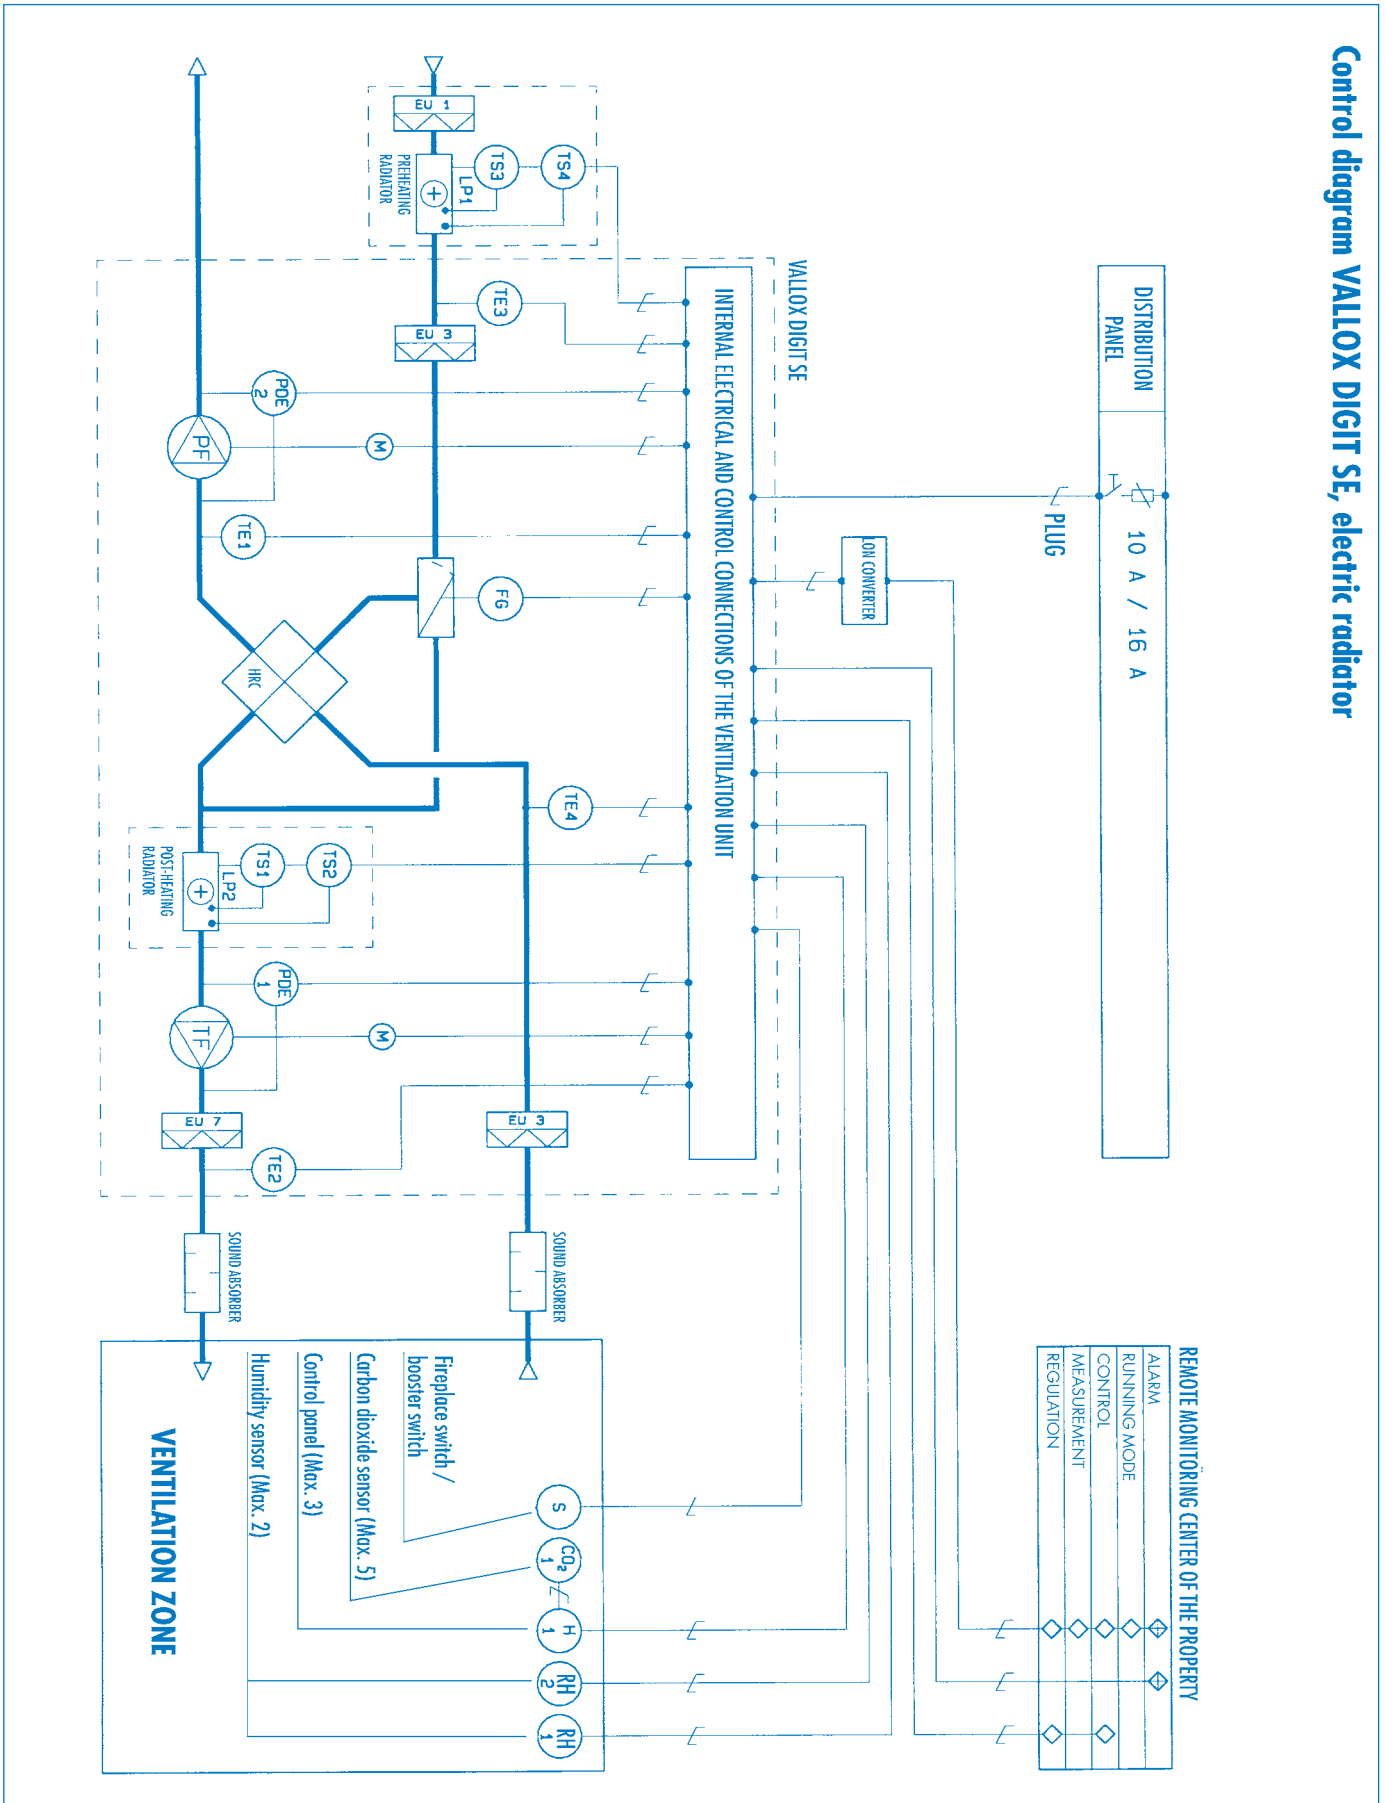 Control diagram VALLOX DIGIT SE, electric radiator
DISTRIBUTION
PANEL
10 A / 16 A
PLUG
LON CONVERTER
REMOTE MONITORING CENTER OF THE PROPERTY
ALARM
RUNNING MODE
CONTROL
MEASUREMENT
REGULATION
VALLOX DIGIT SE
INTERNAL ELECTRICAL AND CONTROL CONNECTIONS OF THE VENTILATION UNIT
EU 1
TS4
TS3
LP1
PREHEATING
RADIATOR
TE3
EU 3
PDE
2
PF
M
TE1
FG
HRC
TE4
TS2
TS1
LP2
POST-HEATING
RADIATOR
PDE
1
TF
M
EU 7
EU 3
TE2
SOUND ABSORBER
SOUND ABSORBER
S
CO2
1
H
1
RH
2
RH
1
Fireplace switch /
booster switch
Carbon dioxide sensor (Max. 5)
Control panel (Max. 3)
Humidity sensor (Max. 2)
VENTILATION ZONE